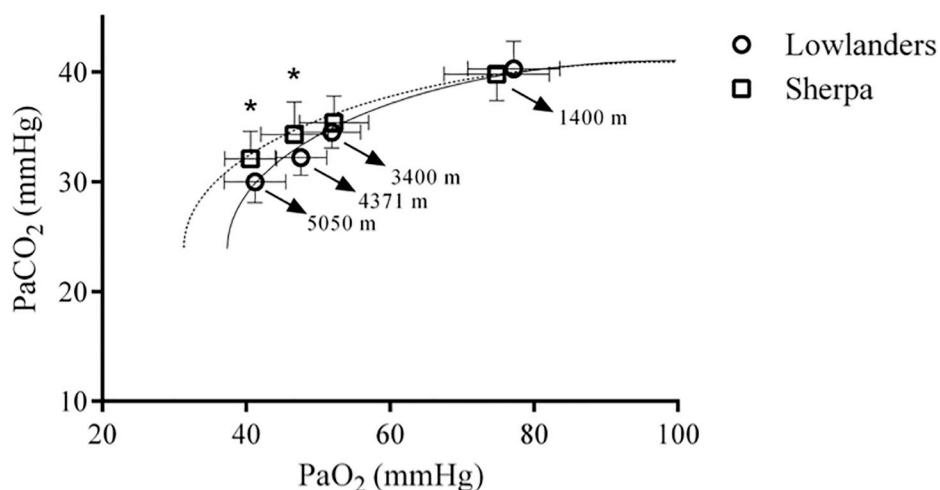 PaCO₂ (mmHg)
40
30
20
10
*
*
1400 m
3400 m
4371 m
5050 m
20
40
60
80
100
PaO₂ (mmHg)
Lowlanders
Sherpa